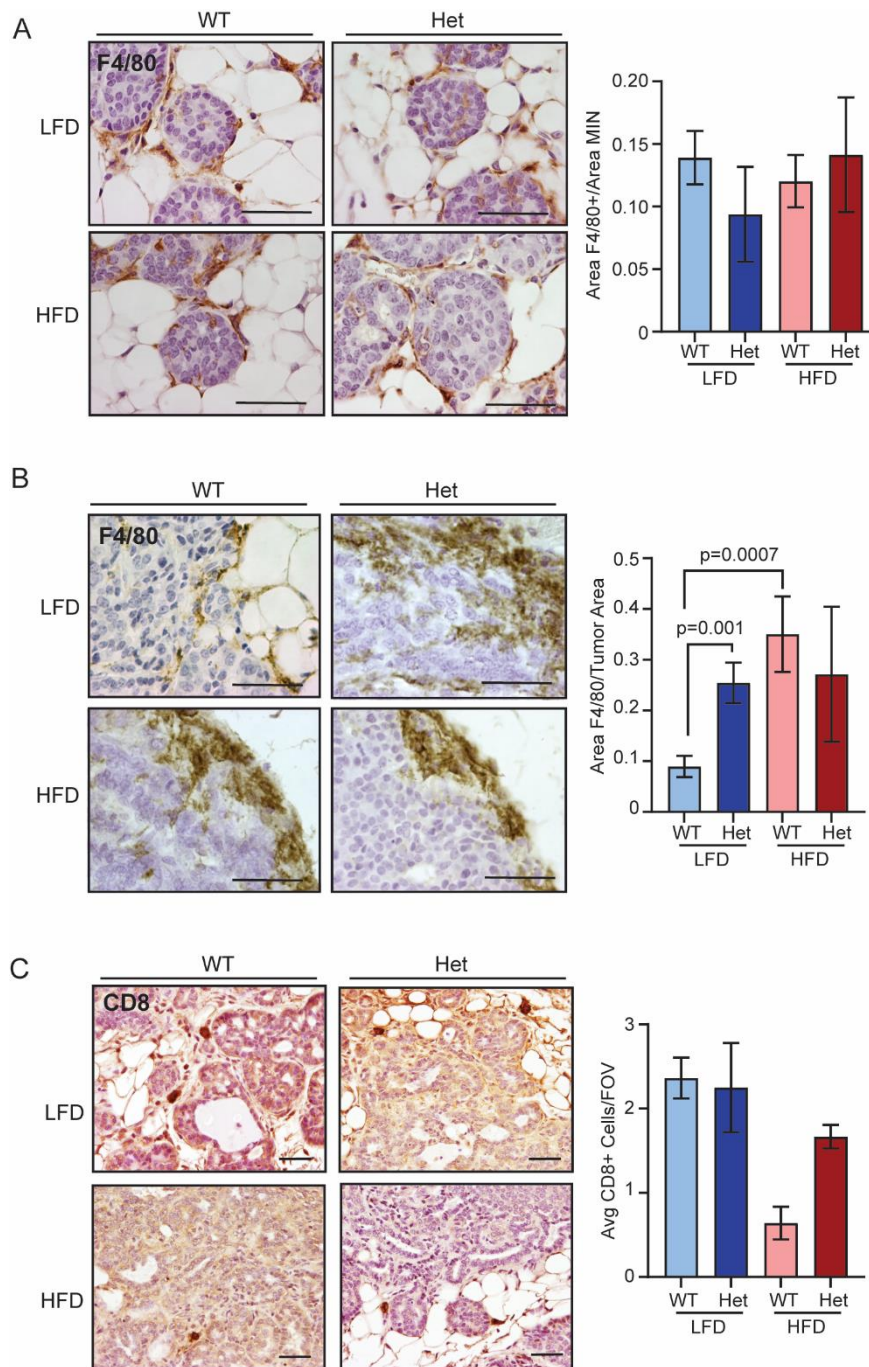 A
WT
Het
F4/80
LFD
HFD
Area F4/80+/Area MIN
0.20
0.15
0.10
0.05
0
WT Het WT Het
LFD HFD
B
WT
Het
F4/80
LFD
HFD
Area F4/80/Tumor Area
0.5
0.4
0.3
0.2
0.1
0
p=0.0007
p=0.001
WT Het WT Het
LFD HFD
C
WT
Het
CD8
LFD
HFD
Avg CD8+ Cells/FOV
3
2
1
0
WT Het WT Het
LFD HFD